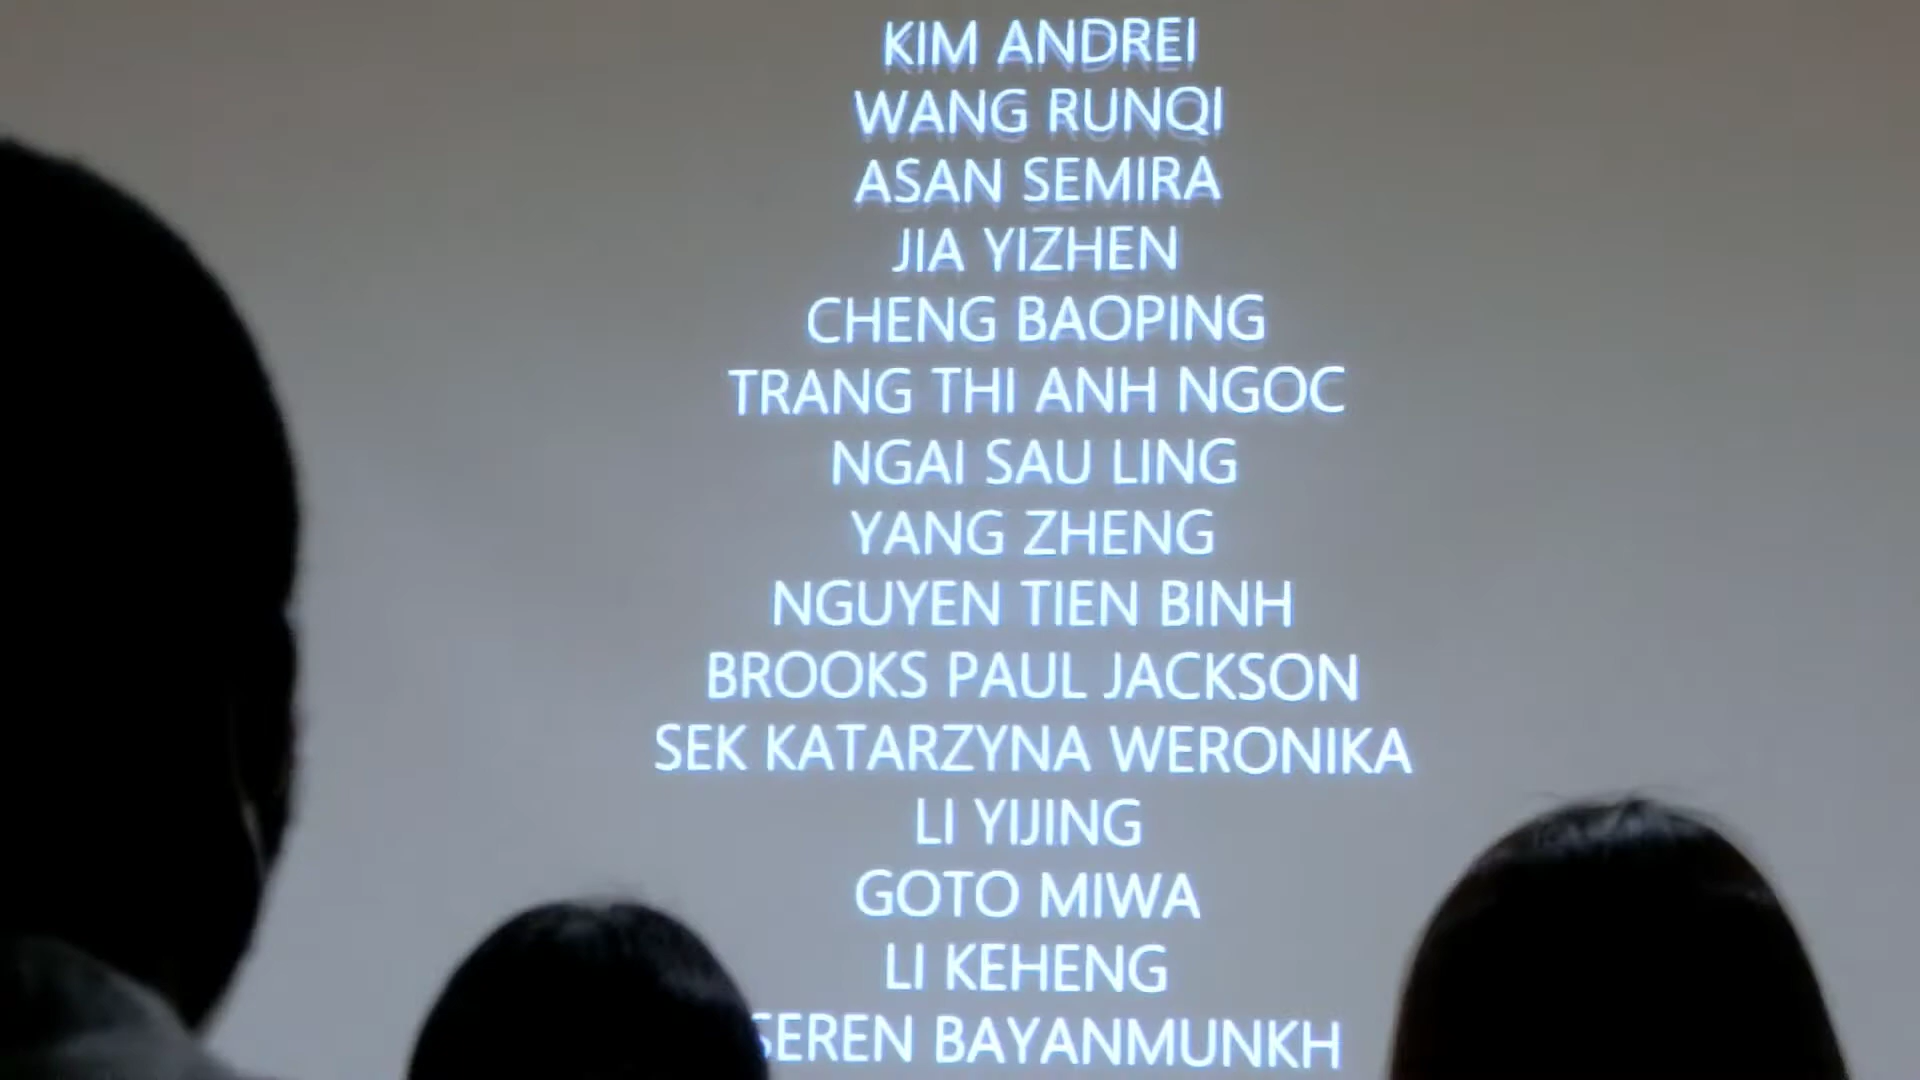 KIM ANDREI
WANG RUNQI
ASAN SEMIRA
JIA YIZHEN
CHENG BAOPING
TRANG THI ANH NGOC
NGAI SAU LING
YANG ZHENG
NGUYEN TIEN BINH
BROOKS PAUL JACKSON
SEK KATARZYNA WERONIKA
LI YIJING
GOTO MIWA
LI KEHENG
BAYANMUNKH